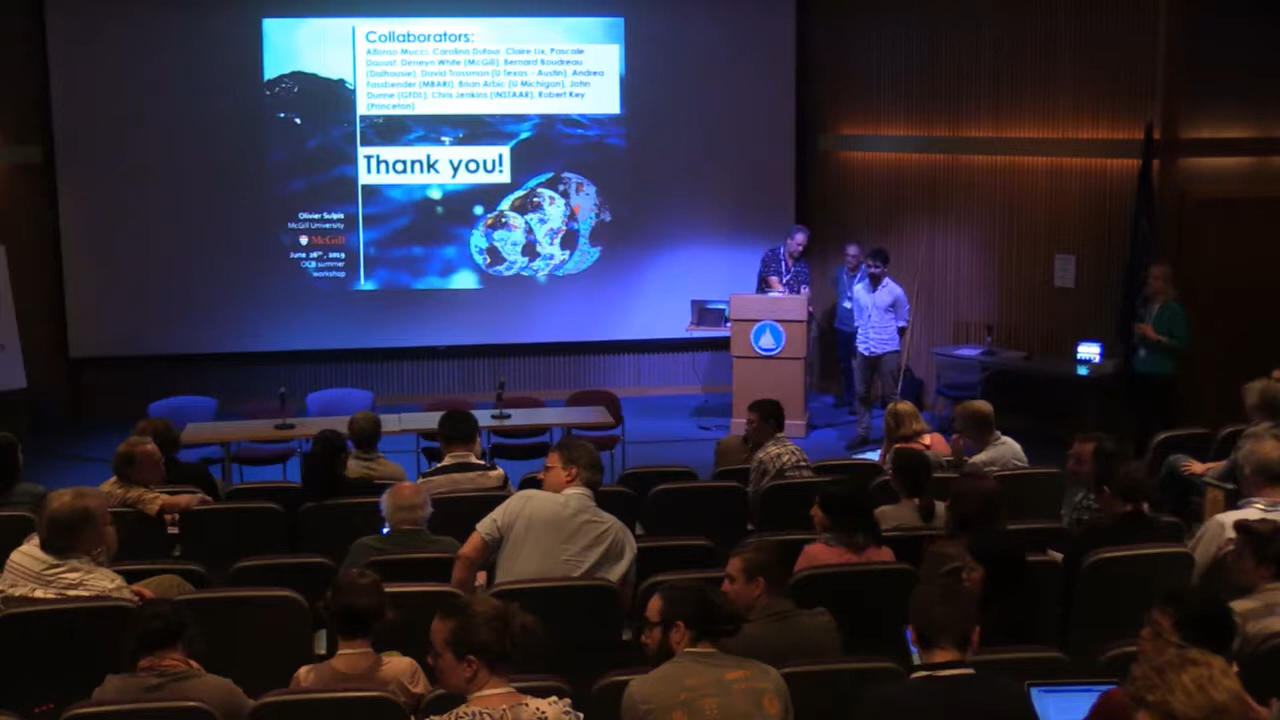 Collaborators:
Alfonso Mucci, Carolina Dufour, Claire Lix, Pascale
Daoust, Derneyn White (McGill), Bernard Boudreau
(Dalhousie), David Trossman (U Texas - Austin), Andrea
Fassbender (MBARI), Brian Arbic (U Michigan), John
Dunne (GFDL), Chris Jenkins (INSTAAR), Robert Key
(Princeton).
Thank you!
Olivier Sulpis
McGill University
McGill
June 26th, 2019
OCB summer
workshop